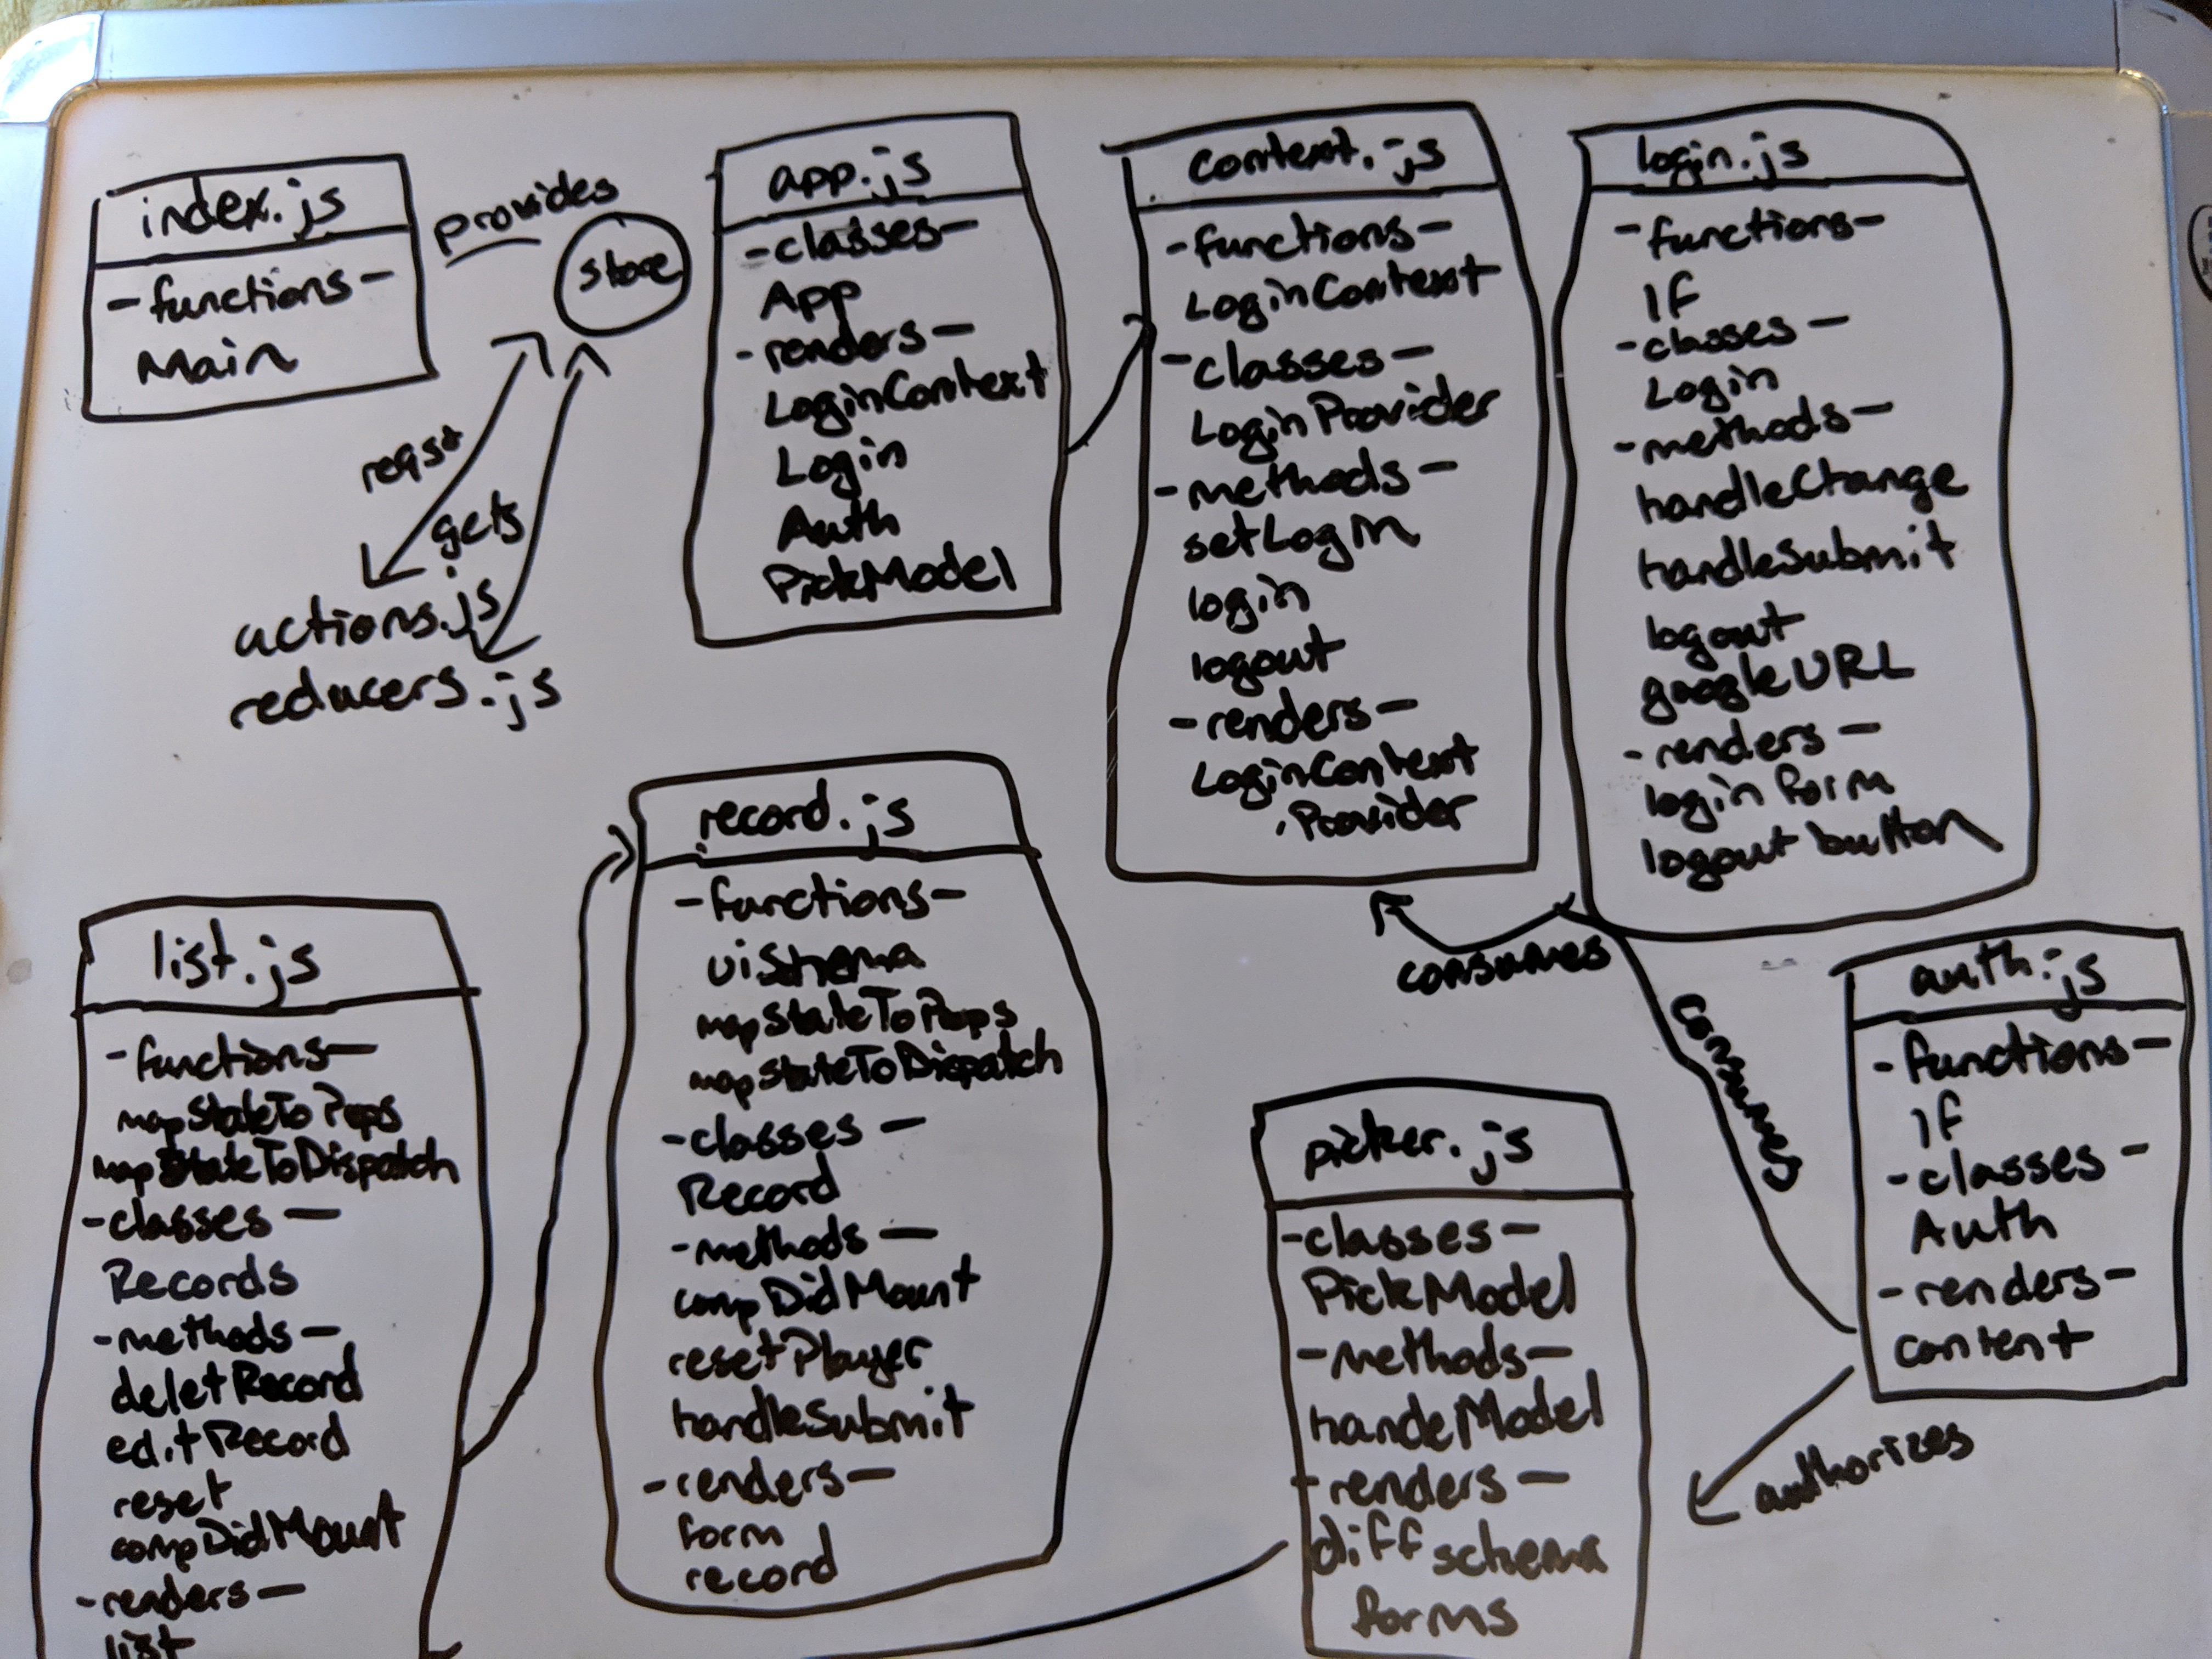 index.js
-functions-
Main
provides
store
reqst
gets
actions.js
reducers.js
app.js
-classes-
App
-renders-
LoginContext
Login
Auth
PickModel
context.js
-functions-
LoginContext
-classes-
LoginProvider
-methods-
setLogin
login
logout
-renders-
LoginContext
.Provider
login.js
-functions-
If
-classes-
Login
-methods-
handleChange
handleSubmit
logout
googleURL
-renders-
login form
logout button
consumes
consumes
list.js
-functions-
mapStateToProps
mapStateToDispatch
-classes-
Records
-methods-
deletRecord
editRecord
reset
compDidMount
-renders-
list
record.js
-functions-
mapStateToProps
mapStateToDispatch
-classes-
Record
-methods-
compDidMount
resetPlayer
handleSubmit
-renders-
form
record
picker.js
-classes-
PickModel
-methods-
handeModel
-renders-
diff schema
forms
auth.js
-functions-
If
-classes-
Auth
-renders-
content
authorizes